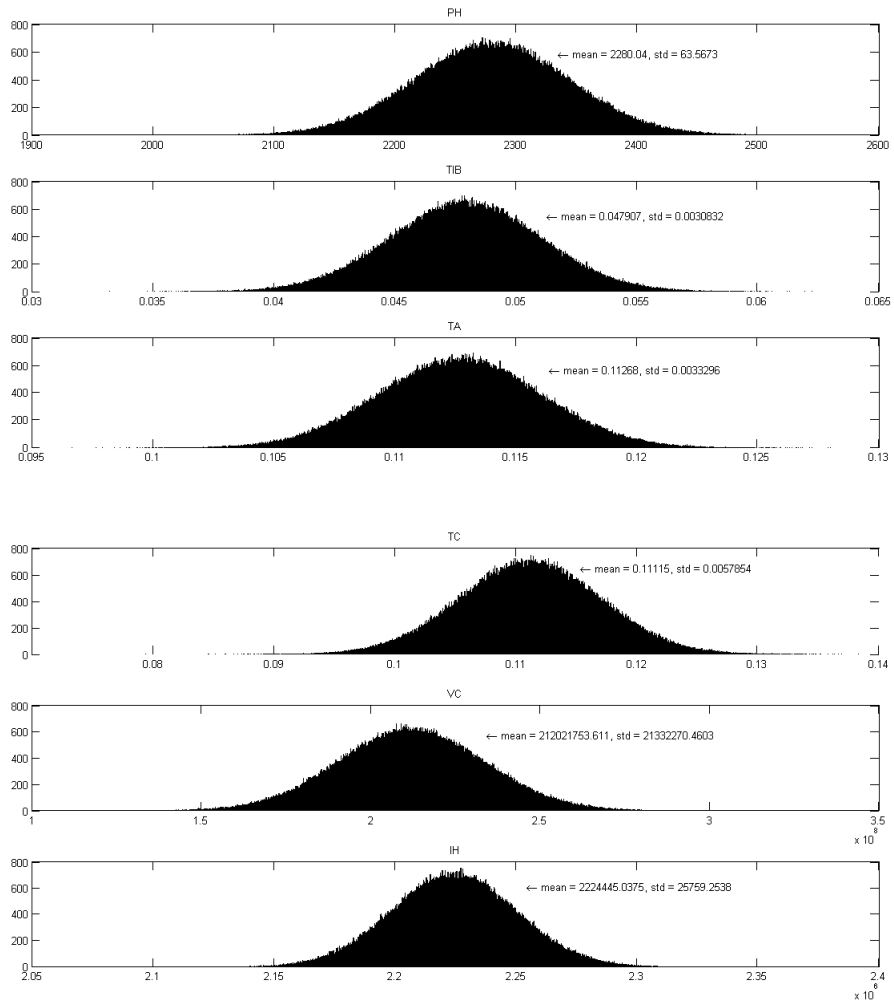 PH
800
600
400
200
0
← mean = 2280.04, std = 63.5673
1900 2000 2100 2200 2300 2400 2500 2600
TIB
800
600
400
200
0
← mean = 0.047907, std = 0.0030832
0.03 0.035 0.04 0.045 0.05 0.055 0.06 0.065
TA
800
600
400
200
0
← mean = 0.11268, std = 0.0033296
0.095 0.1 0.105 0.11 0.115 0.12 0.125 0.13
TC
800
600
400
200
0
← mean = 0.11115, std = 0.0057854
0.08 0.09 0.1 0.11 0.12 0.13 0.14
VC
800
600
400
200
0
← mean = 212021753.611, std = 21332270.4603
1 1.5 2 2.5 3 3.5
x 10^8
IH
800
600
400
200
0
← mean = 2224445.0375, std = 25759.2538
2.05 2.1 2.15 2.2 2.25 2.3 2.35 2.4
x 10^6